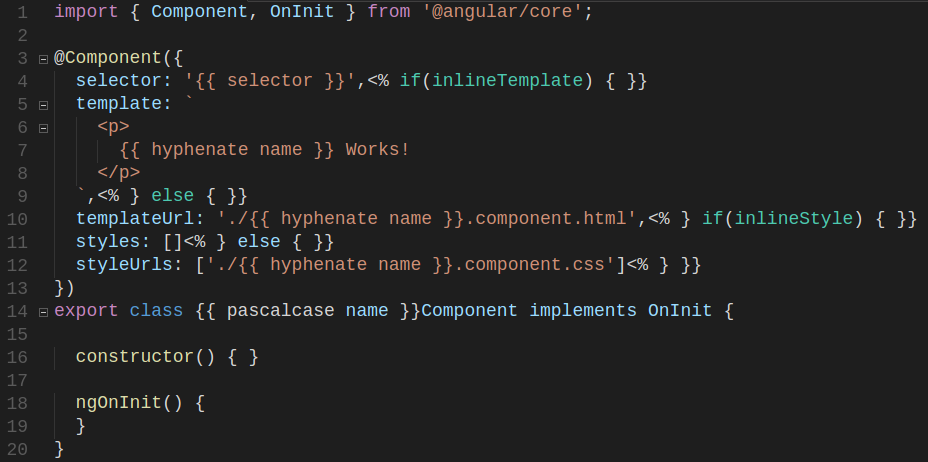 1 import { Component, OnInit } from '@angular/core';
2
3 @Component({
4   selector: '{{ selector }}',<% if(inlineTemplate) { }}
5   template: `
6     <p>
7       {{ hyphenate name }} Works!
8     </p>
9   `,<% } else { }}
10   templateUrl: './{{ hyphenate name }}.component.html',<% } if(inlineStyle) { }}
11   styles: []<% } else { }}
12   styleUrls: ['./{{ hyphenate name }}.component.css']<% } }}
13 })
14 export class {{ pascalcase name }}Component implements OnInit {
15
16   constructor() { }
17
18   ngOnInit() {
19   }
20 }